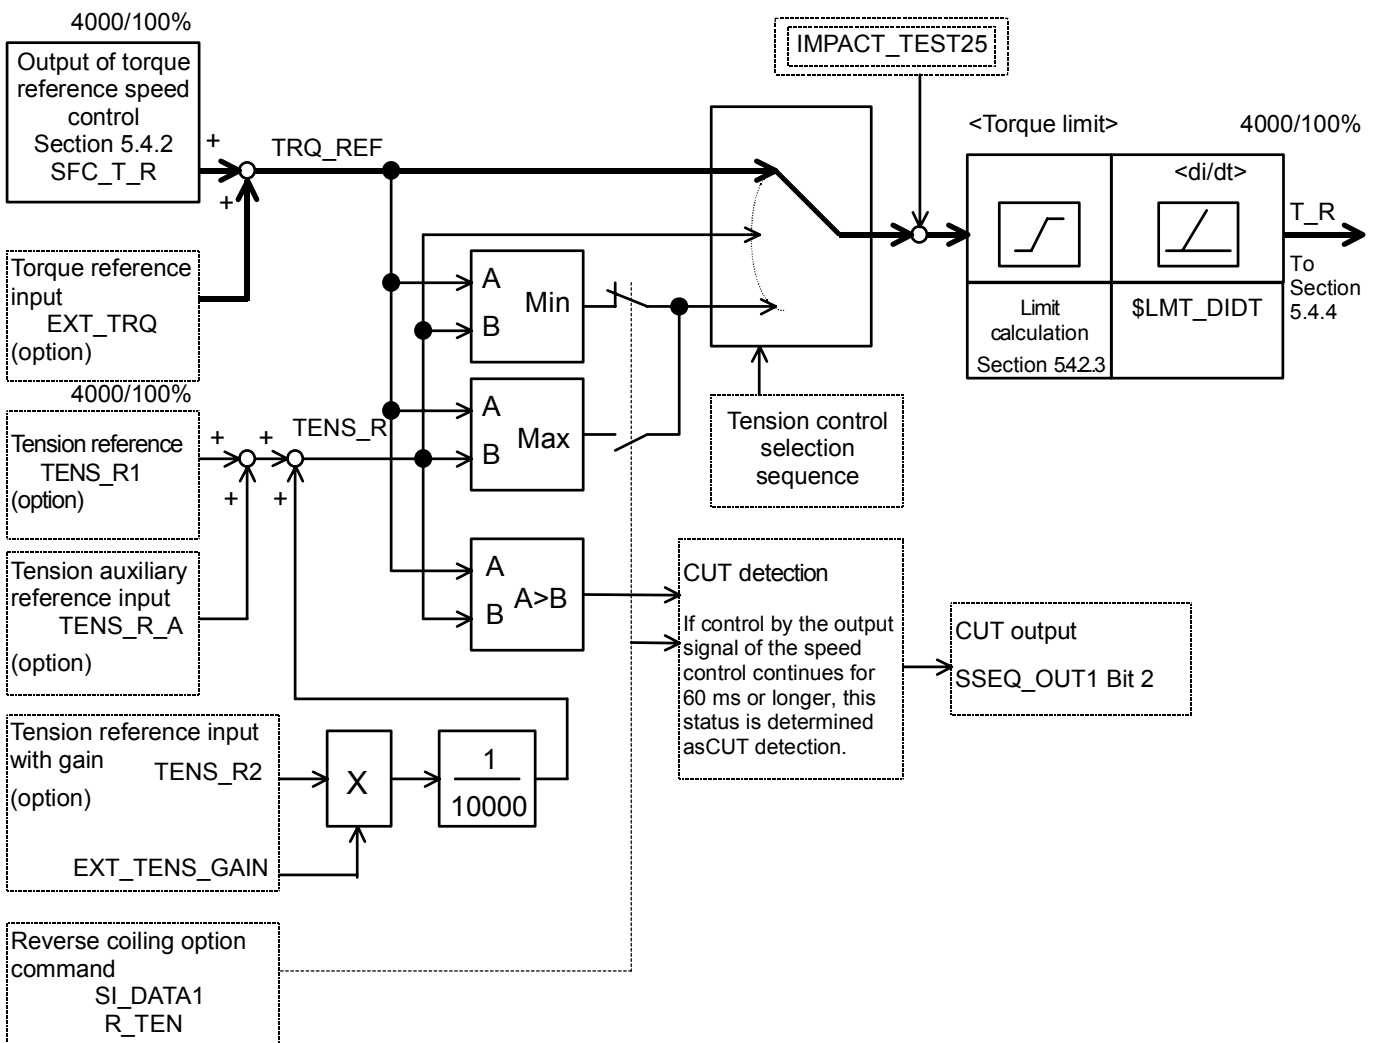 4000/100%
Output of torque
reference speed
control
Section 5.4.2
SFC_T_R
+
+
TRQ_REF
IMPACT_TEST25
<Torque limit>
4000/100%
<di/dt>
T_R
To
Section
5.4.4
Limit
calculation
Section 5.4.2.3
$LMT_DIDT
Torque reference
input
EXT_TRQ
(option)
A
B
Min
4000/100%
Tension reference
TENS_R1
(option)
+
+
+
+
TENS_R
A
B
Max
Tension control
selection
sequence
Tension auxiliary
reference input
TENS_R_A
(option)
A
B
A>B
CUT detection
If control by the output
signal of the speed
control continues for
60 ms or longer, this
status is determined
asCUT detection.
CUT output
SSEQ_OUT1 Bit 2
Tension reference input
with gain
TENS_R2
(option)
EXT_TENS_GAIN
X
1
10000
Reverse coiling option
command
SI_DATA1
R_TEN